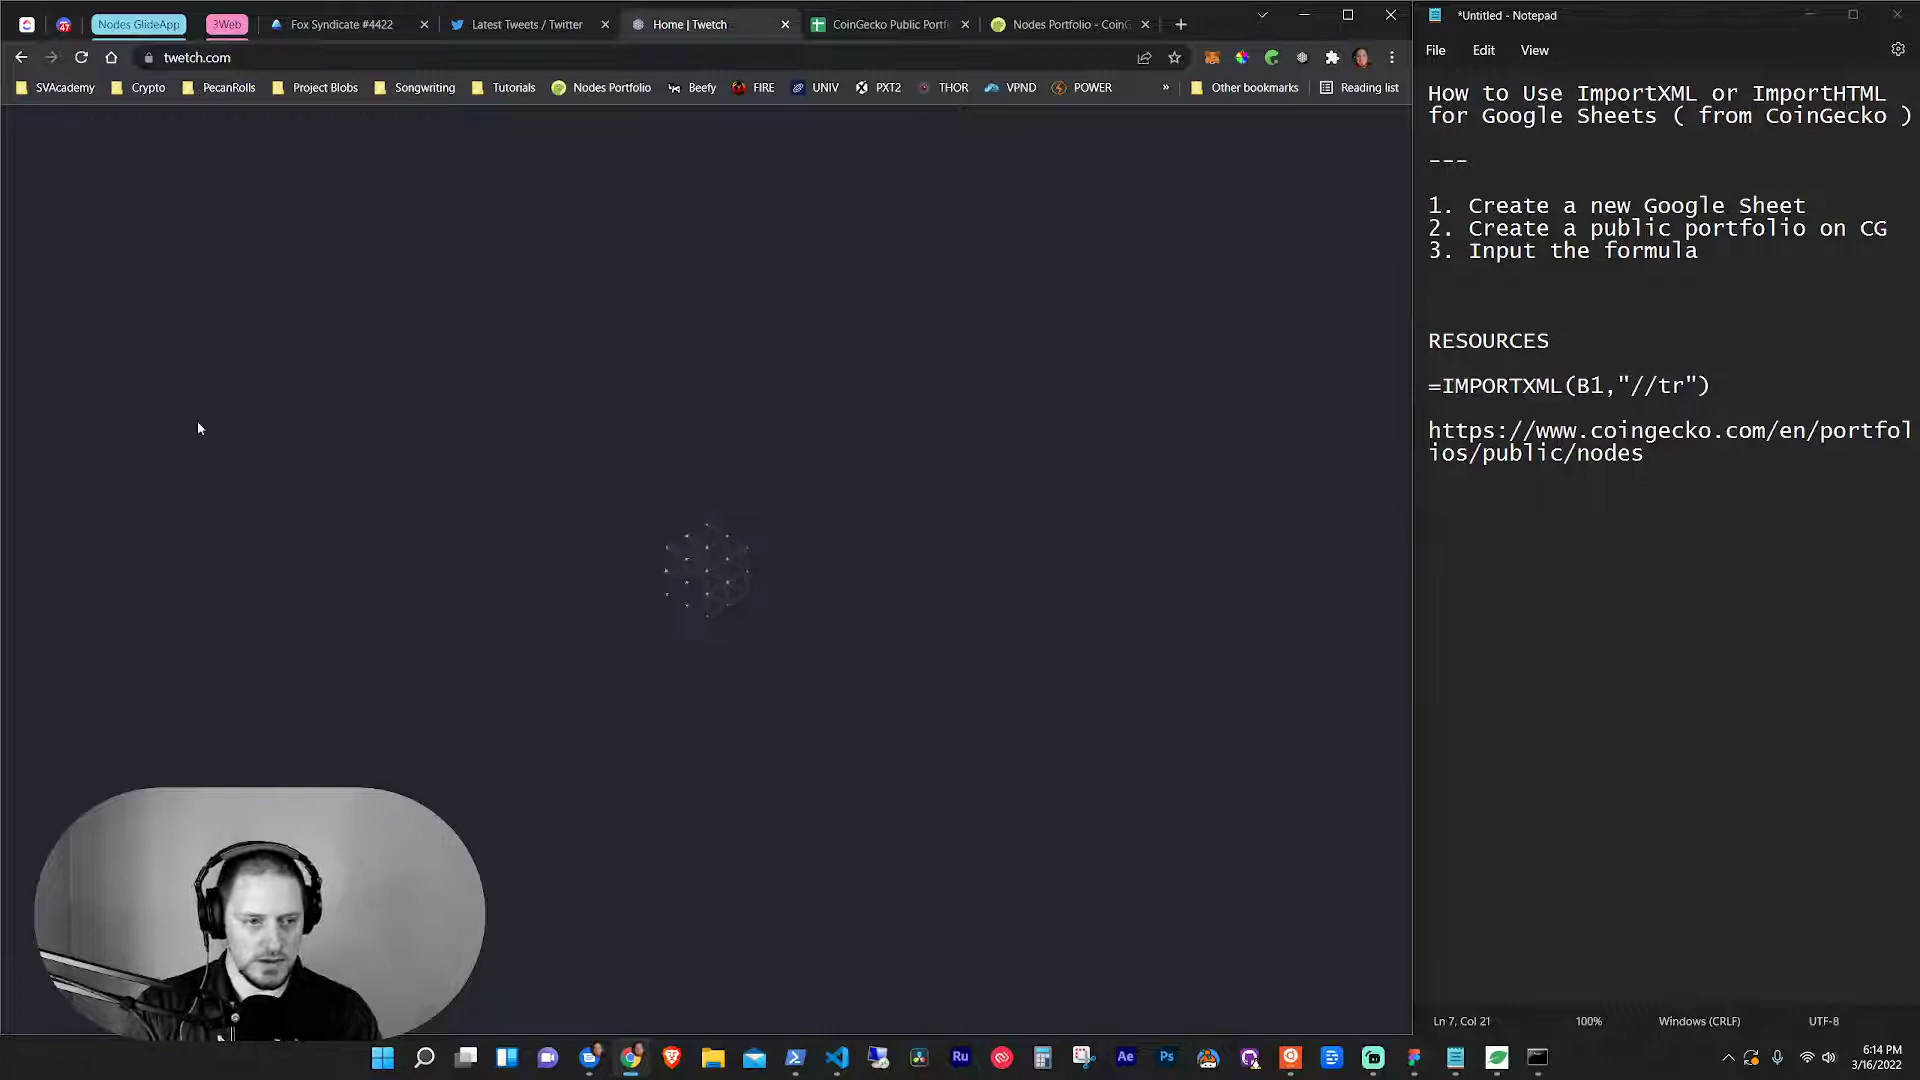 Nodes GlideApp
3Web
Fox Syndicate #4422
Latest Tweets / Twitter
Home | Twetch
CoinGecko Public Portf
Nodes Portfolio - CoinG
*Untitled - Notepad
twetch.com
File
Edit
View
SVAcademy
Crypto
PecanRolls
Project Blobs
Songwriting
Tutorials
Nodes Portfolio
Beefy
FIRE
UNIV
PXT2
THOR
VPND
POWER
»
Other bookmarks
Reading list
How to Use ImportXML or ImportHTML
for Google Sheets ( from CoinGecko )
---
1. Create a new Google Sheet
2. Create a public portfolio on CG
3. Input the formula
RESOURCES
=IMPORTXML(B1,"//tr")
https://www.coingecko.com/en/portfol
ios/public/nodes
Ln 7, Col 21
100%
Windows (CRLF)
UTF-8
Ru
Ae
Ps
6:14 PM
3/16/2022